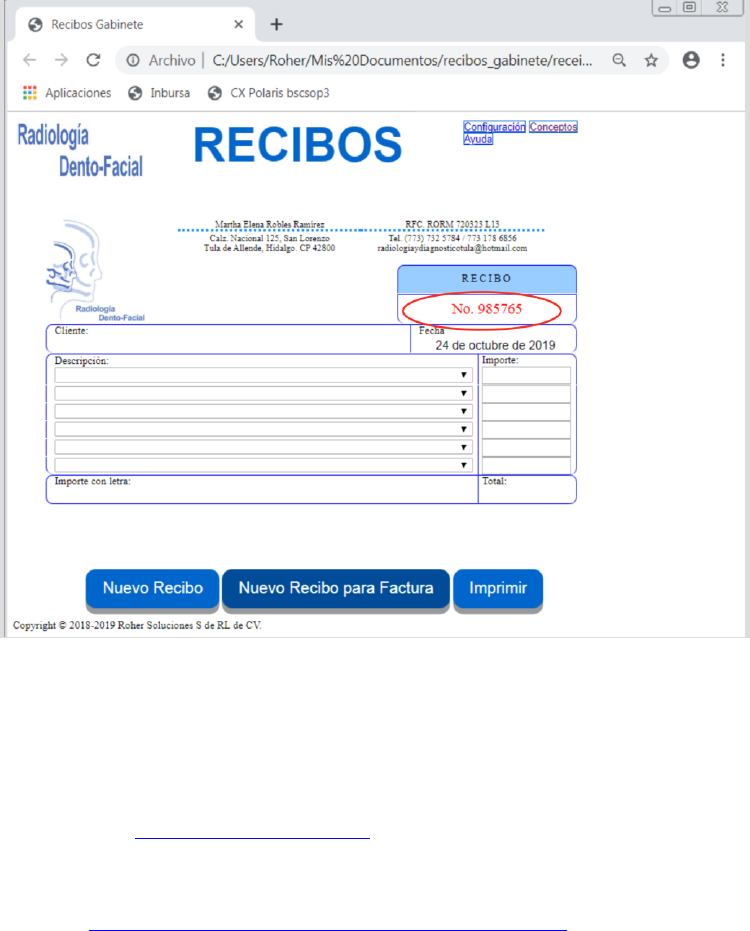 Recibos Gabinete
Archivo | C:/Users/Roher/Mis%20Documentos/recibos_gabinete/recei...
Aplicaciones Inbursa CX Polaris bscsop3
Radiología
Dento-Facial
RECIBOS
Configuración Conceptos
Ayuda
Martha Elena Robles Ramírez RFC. RORM 720323 L13
Calz. Nacional 125, San Lorenzo Tel. (773) 732 5784 / 773 178 6856
Tula de Allende, Hidalgo. CP 42800 radiologiaydiagnosticotula@hotmail.com
Radiología
Dento-Facial
RECIBO
No. 985765
Cliente: Fecha
24 de octubre de 2019
Descripción: Importe:
Importe con letra: Total:
Nuevo Recibo Nuevo Recibo para Factura Imprimir
Copyright © 2018-2019 Roher Soluciones S de RL de CV.